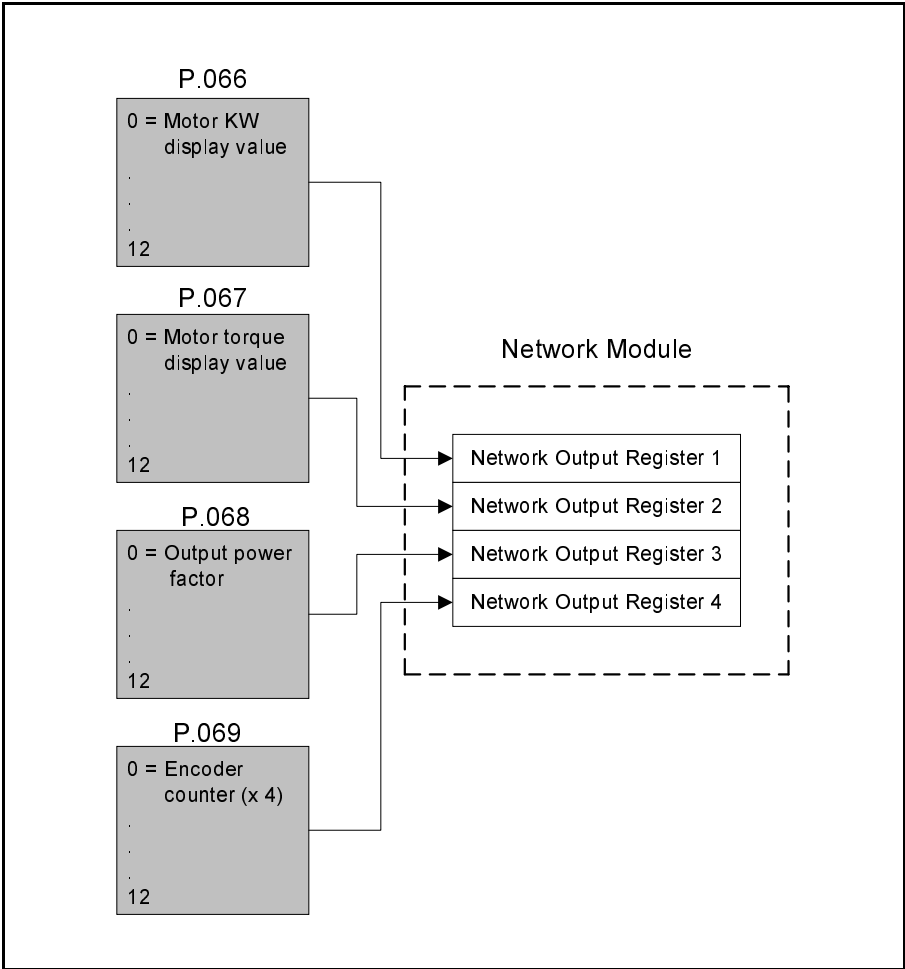 P.066
0 = Motor KW
display value
.
.
.
12
P.067
0 = Motor torque
display value
.
.
.
12
P.068
0 = Output power
factor
.
.
.
12
P.069
0 = Encoder
counter (x 4)
.
.
.
12
Network Module
Network Output Register 1
Network Output Register 2
Network Output Register 3
Network Output Register 4